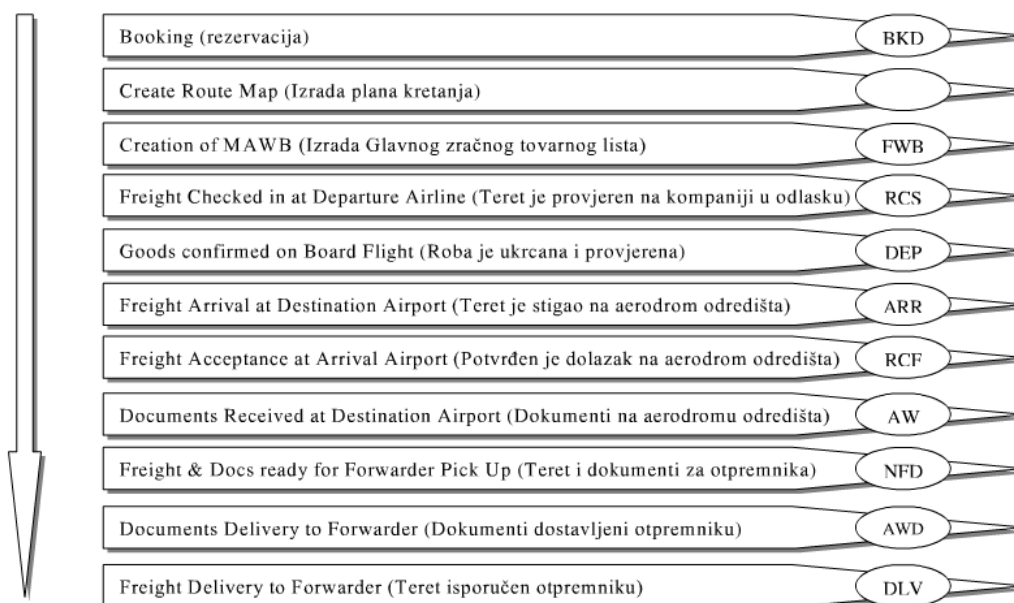 Booking (rezervacija) BKD
Create Route Map (Izrada plana kretanja)
Creation of MAWB (Izrada Glavnog zračnog tovarnog lista) FWB
Freight Checked in at Departure Airline (Teret je provjeren na kompaniji u odlasku) RCS
Goods confirmed on Board Flight (Roba je ukrcana i provjerena) DEP
Freight Arrival at Destination Airport (Teret je stigao na aerodrom odredišta) ARR
Freight Acceptance at Arrival Airport (Potvrđen je dolazak na aerodrom odredišta) RCF
Documents Received at Destination Airport (Dokumenti na aerodromu odredišta) AW
Freight & Docs ready for Forwarder Pick Up (Teret i dokumenti za otpremnika) NFD
Documents Delivery to Forwarder (Dokumenti dostavljeni otpremniku) AWD
Freight Delivery to Forwarder (Teret isporučen otpremniku) DLV